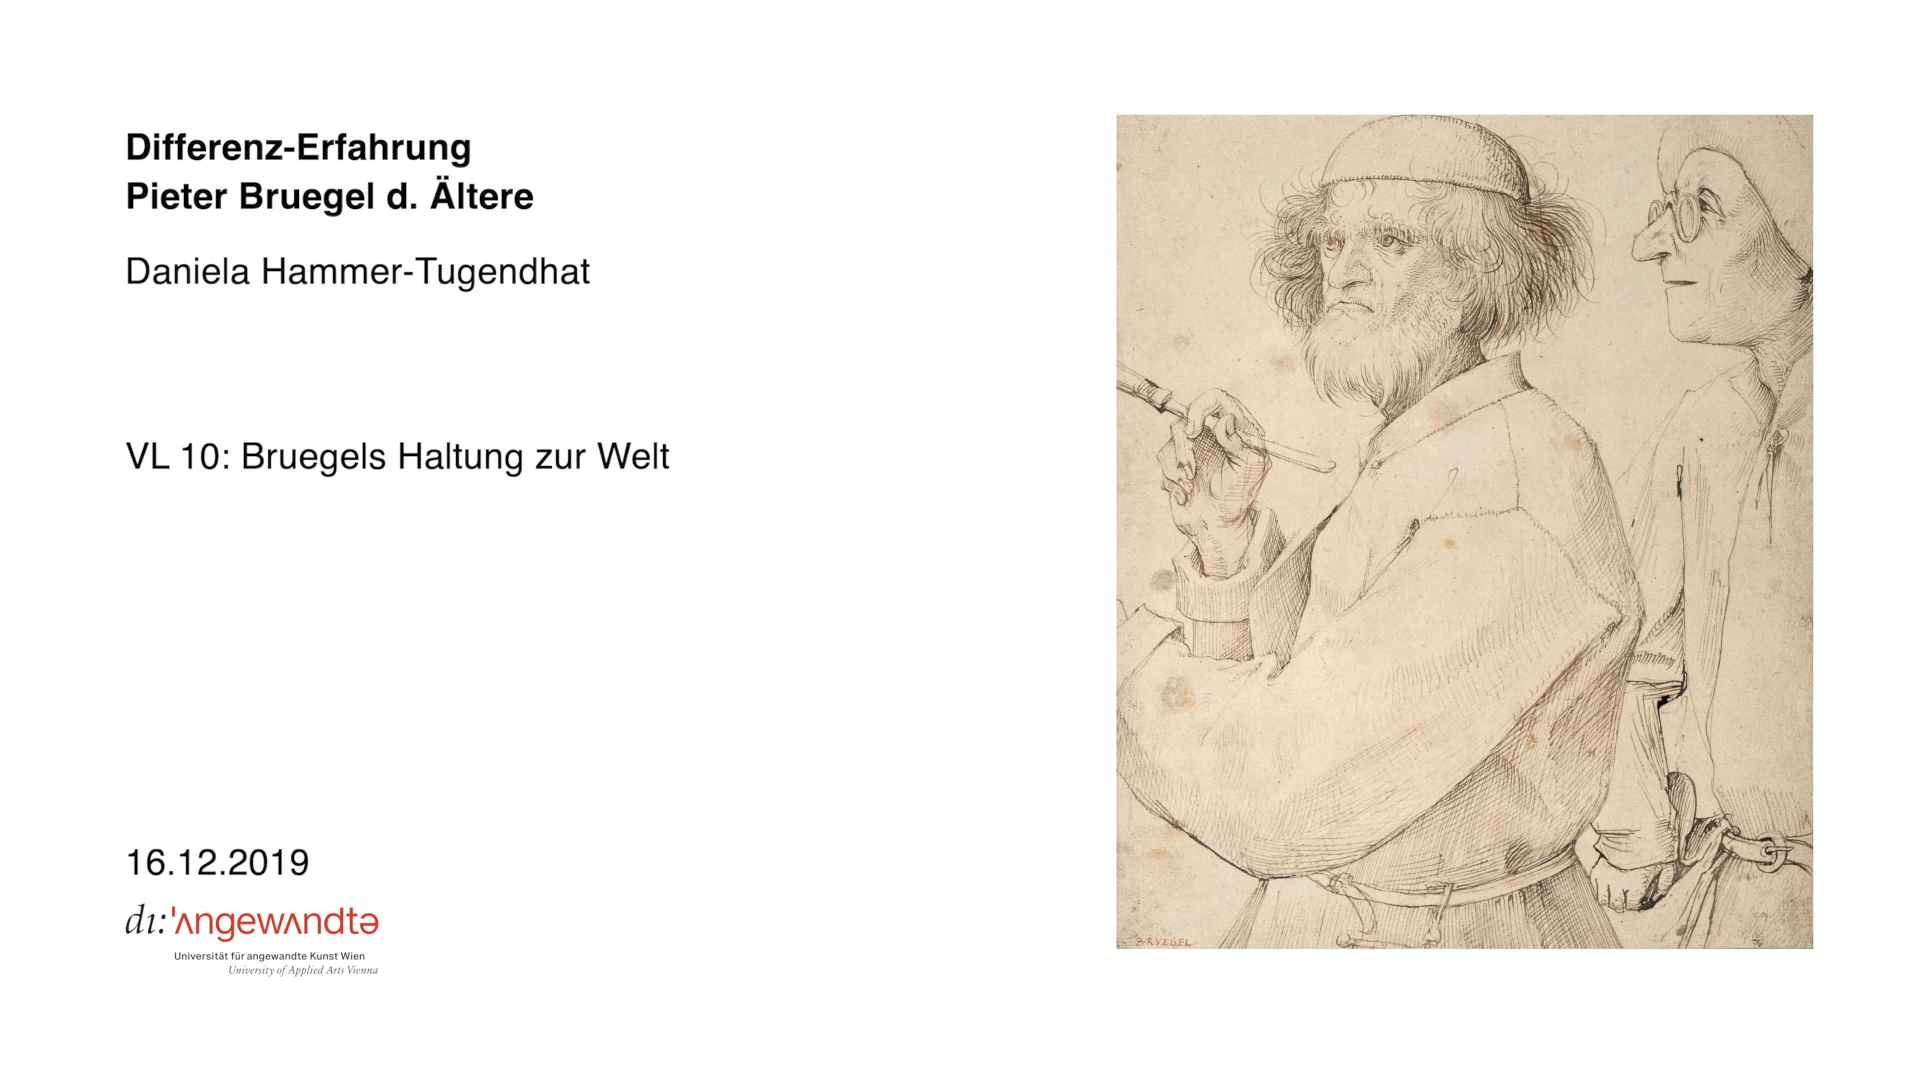 Differenz-Erfahrung
Pieter Bruegel d. Ältere
Daniela Hammer-Tugendhat
VL 10: Bruegels Haltung zur Welt
16.12.2019
dı:'ʌngewʌndtə
Universität für angewandte Kunst Wien
University of Applied Arts Vienna
BRVEGEL